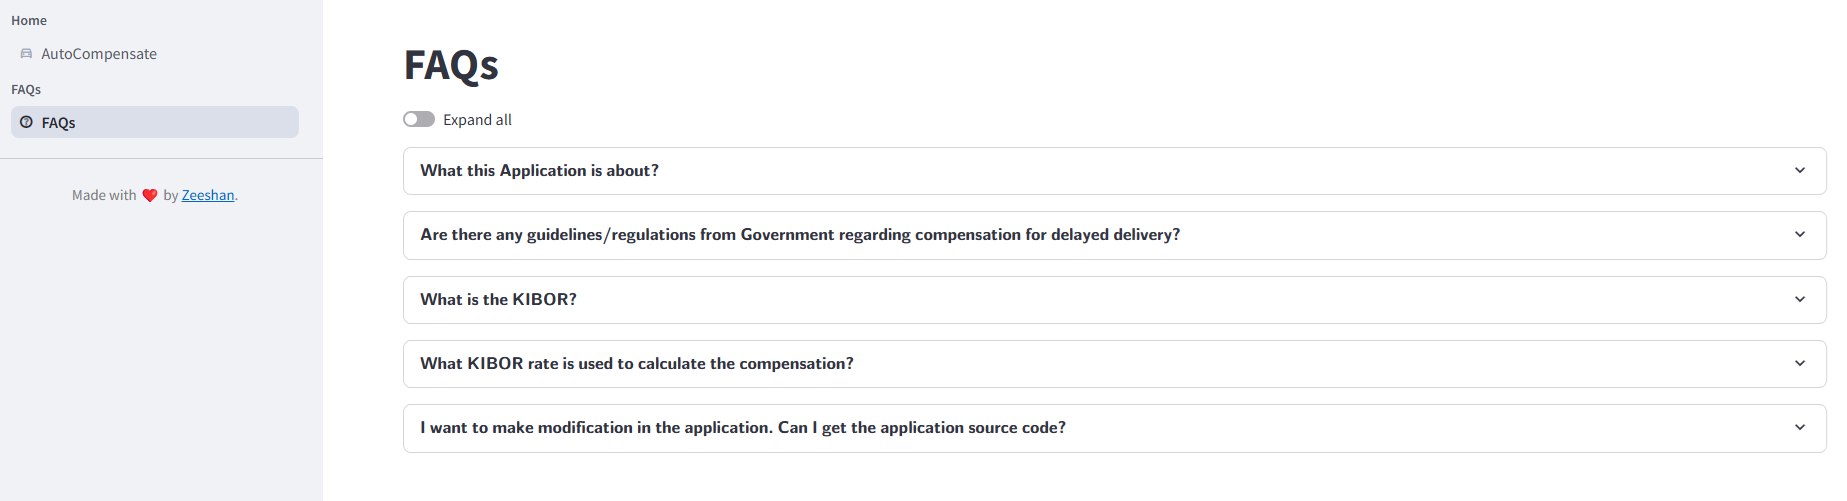 Home
AutoCompensate
FAQs
FAQs
Made with ❤️ by Zeeshan.
FAQs
Expand all
What this Application is about?
Are there any guidelines/regulations from Government regarding compensation for delayed delivery?
What is the KIBOR?
What KIBOR rate is used to calculate the compensation?
I want to make modification in the application. Can I get the application source code?